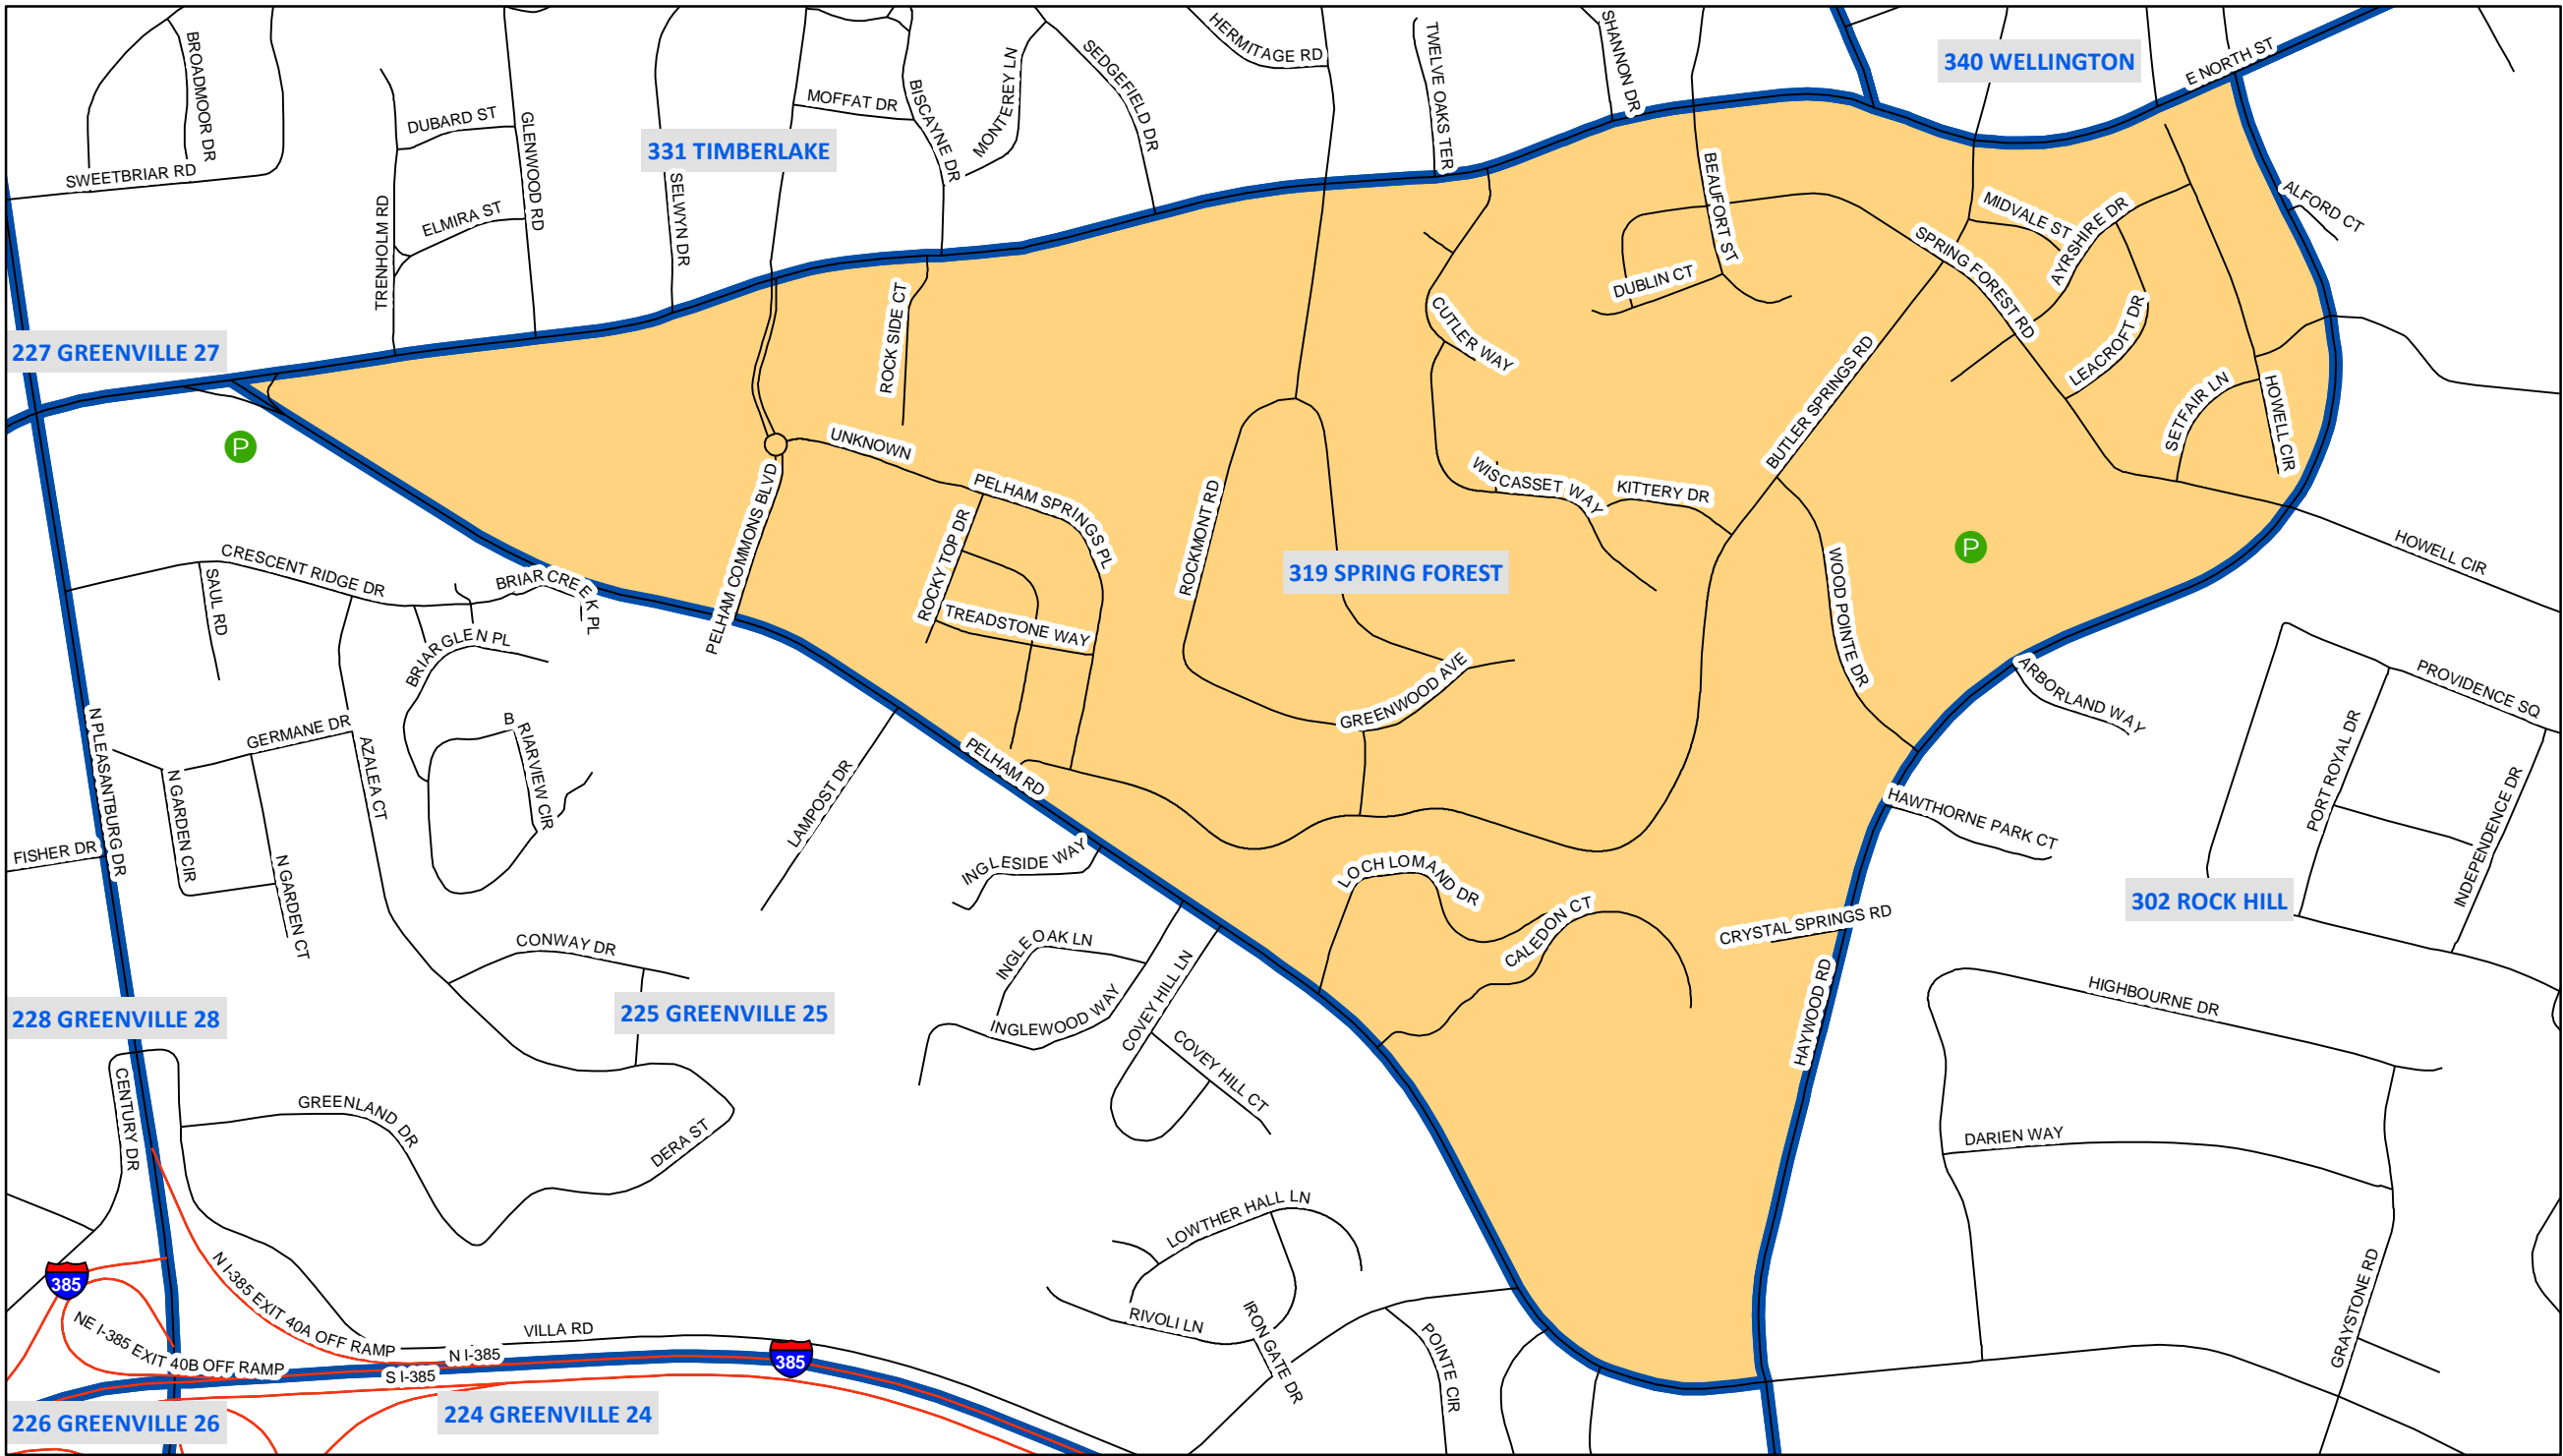 BROADMOOR DR
SWEETBRIAR RD
DUBARD ST
GLENWOOD RD
ELMIRA ST
TRENHOLM RD
331 TIMBERLAKE
SELWYN DR
MOFFAT DR
BISCAYNE DR
MONTEREY LN
SEDGEFIELD DR
HERMITAGE RD
TWELVE OAKS TER
SHANNON DR
340 WELLINGTON
E NORTH ST
BEAUFORT ST
MIDVALE ST
AYRSHIRE DR
ALFORD CT
SPRING FOREST RD
DUBLIN CT
227 GREENVILLE 27
ROCK SIDE CT
CUTLER WAY
BUTLER SPRINGS RD
LEACROFT DR
SETFAIR LN
HOWELL CIR
P
UNKNOWN
PELHAM COMMONS BLVD
PELHAM SPRINGS PL
ROCKY TOP DR
TREADSTONE WAY
ROCKMONT RD
WISCASSET WAY
KITTERY DR
319 SPRING FOREST
WOOD POINTE DR
P
HOWELL CIR
CRESCENT RIDGE DR
SAUL RD
BRIAR CREEK PL
BRIARGLEN PL
GREENWOOD AVE
ARBORLAND WAY
PROVIDENCE SQ
PORT ROYAL DR
INDEPENDENCE DR
N PLEASANTBURG DR
GERMANE DR
AZALEA CT
BRIARVIEW CIR
N GARDEN CIR
N GARDEN CT
FISHER DR
LAMPOST DR
PELHAM RD
INGLESIDE WAY
HAWTHORNE PARK CT
LOCH LOMAND DR
CALEDON CT
CRYSTAL SPRINGS RD
302 ROCK HILL
CONWAY DR
INGLEOAK LN
INGLEWOOD WAY
COVEY HILL LN
COVEY HILL CT
HAYWOOD RD
HIGHBOURNE DR
228 GREENVILLE 28
225 GREENVILLE 25
CENTURY DR
GREENLAND DR
DERA ST
DARIEN WAY
LOWTHER HALL LN
RIVOLI LN
IRON GATE DR
POINTE CIR
GRAYSTONE RD
385
N I-385 EXIT 40A OFF RAMP
NE I-385 EXIT 40B OFF RAMP
VILLA RD
N I-385
S I-385
385
226 GREENVILLE 26
224 GREENVILLE 24